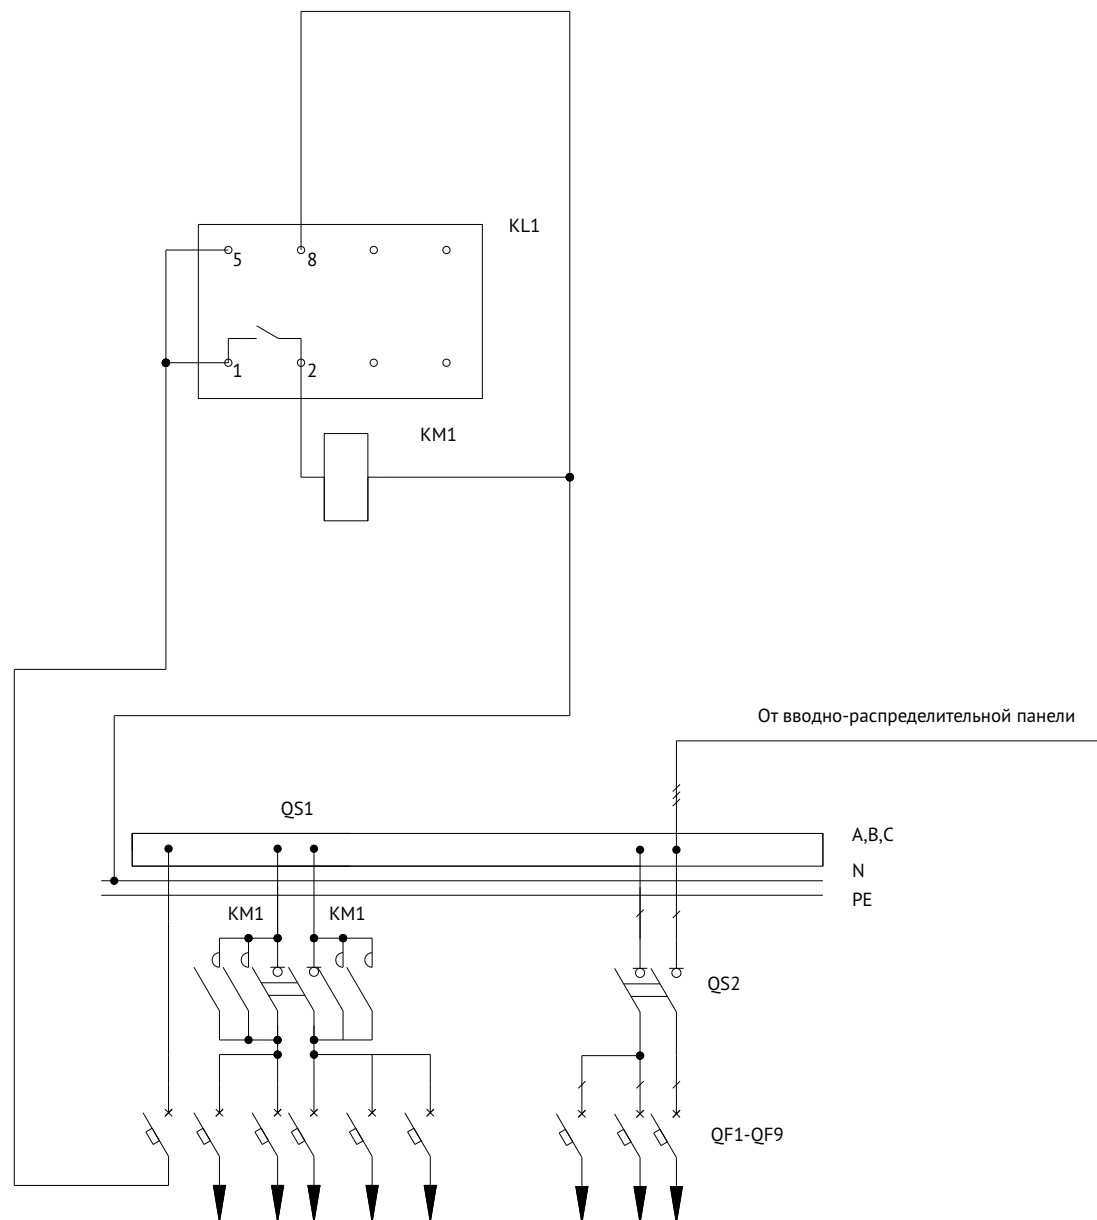 KL1
5
8
1
2
KM1
От вводно-распределительной панели
QS1
A,B,C
N
PE
KM1
KM1
QS2
QF1-QF9